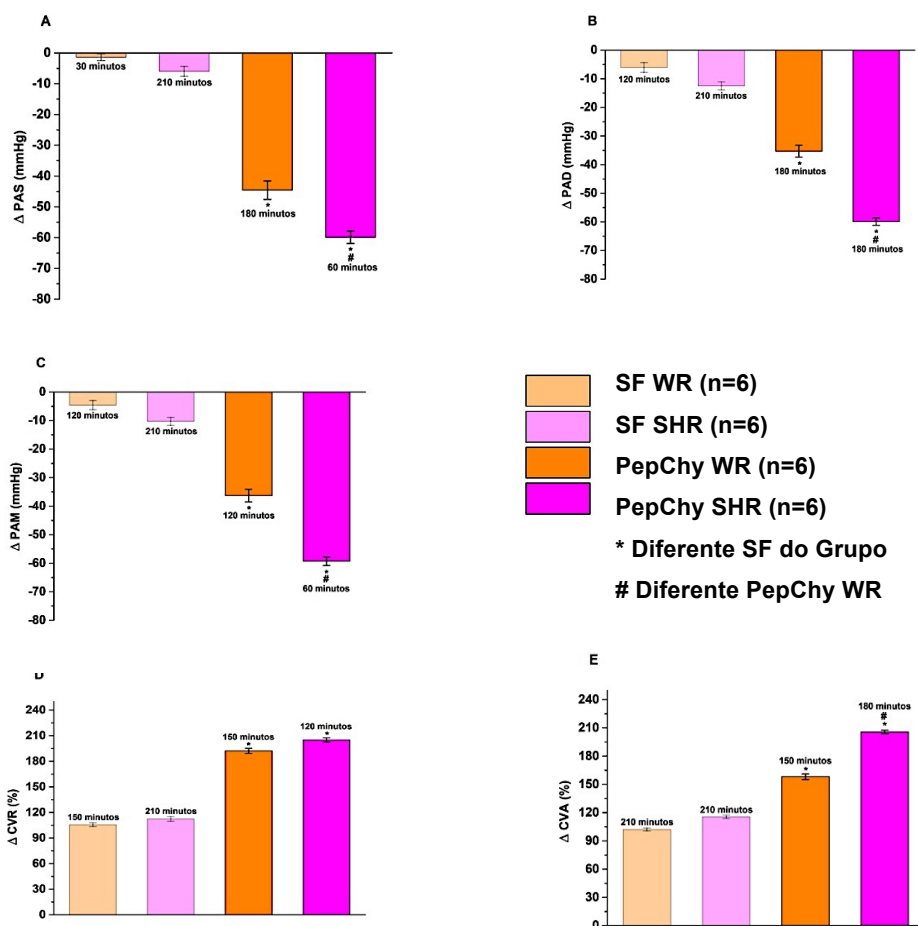 A
0
-10
-20
-30
-40
-50
-60
-70
-80
Δ PAS (mmHg)
30 minutos
210 minutos
*
180 minutos
*
#
60 minutos
B
0
-10
-20
-30
-40
-50
-60
-70
-80
Δ PAD (mmHg)
120 minutos
210 minutos
*
180 minutos
*
#
180 minutos
C
0
-10
-20
-30
-40
-50
-60
-70
-80
Δ PAM (mmHg)
120 minutos
210 minutos
*
120 minutos
*
#
60 minutos
SF WR (n=6)
SF SHR (n=6)
PepChy WR (n=6)
PepChy SHR (n=6)
* Diferente SF do Grupo
# Diferente PepChy WR
D
240
210
180
150
120
90
60
30
0
Δ CVR (%)
150 minutos
210 minutos
150 minutos
*
120 minutos
*
E
240
210
180
150
120
90
60
30
0
Δ CVA (%)
210 minutos
210 minutos
150 minutos
*
180 minutos
#
*